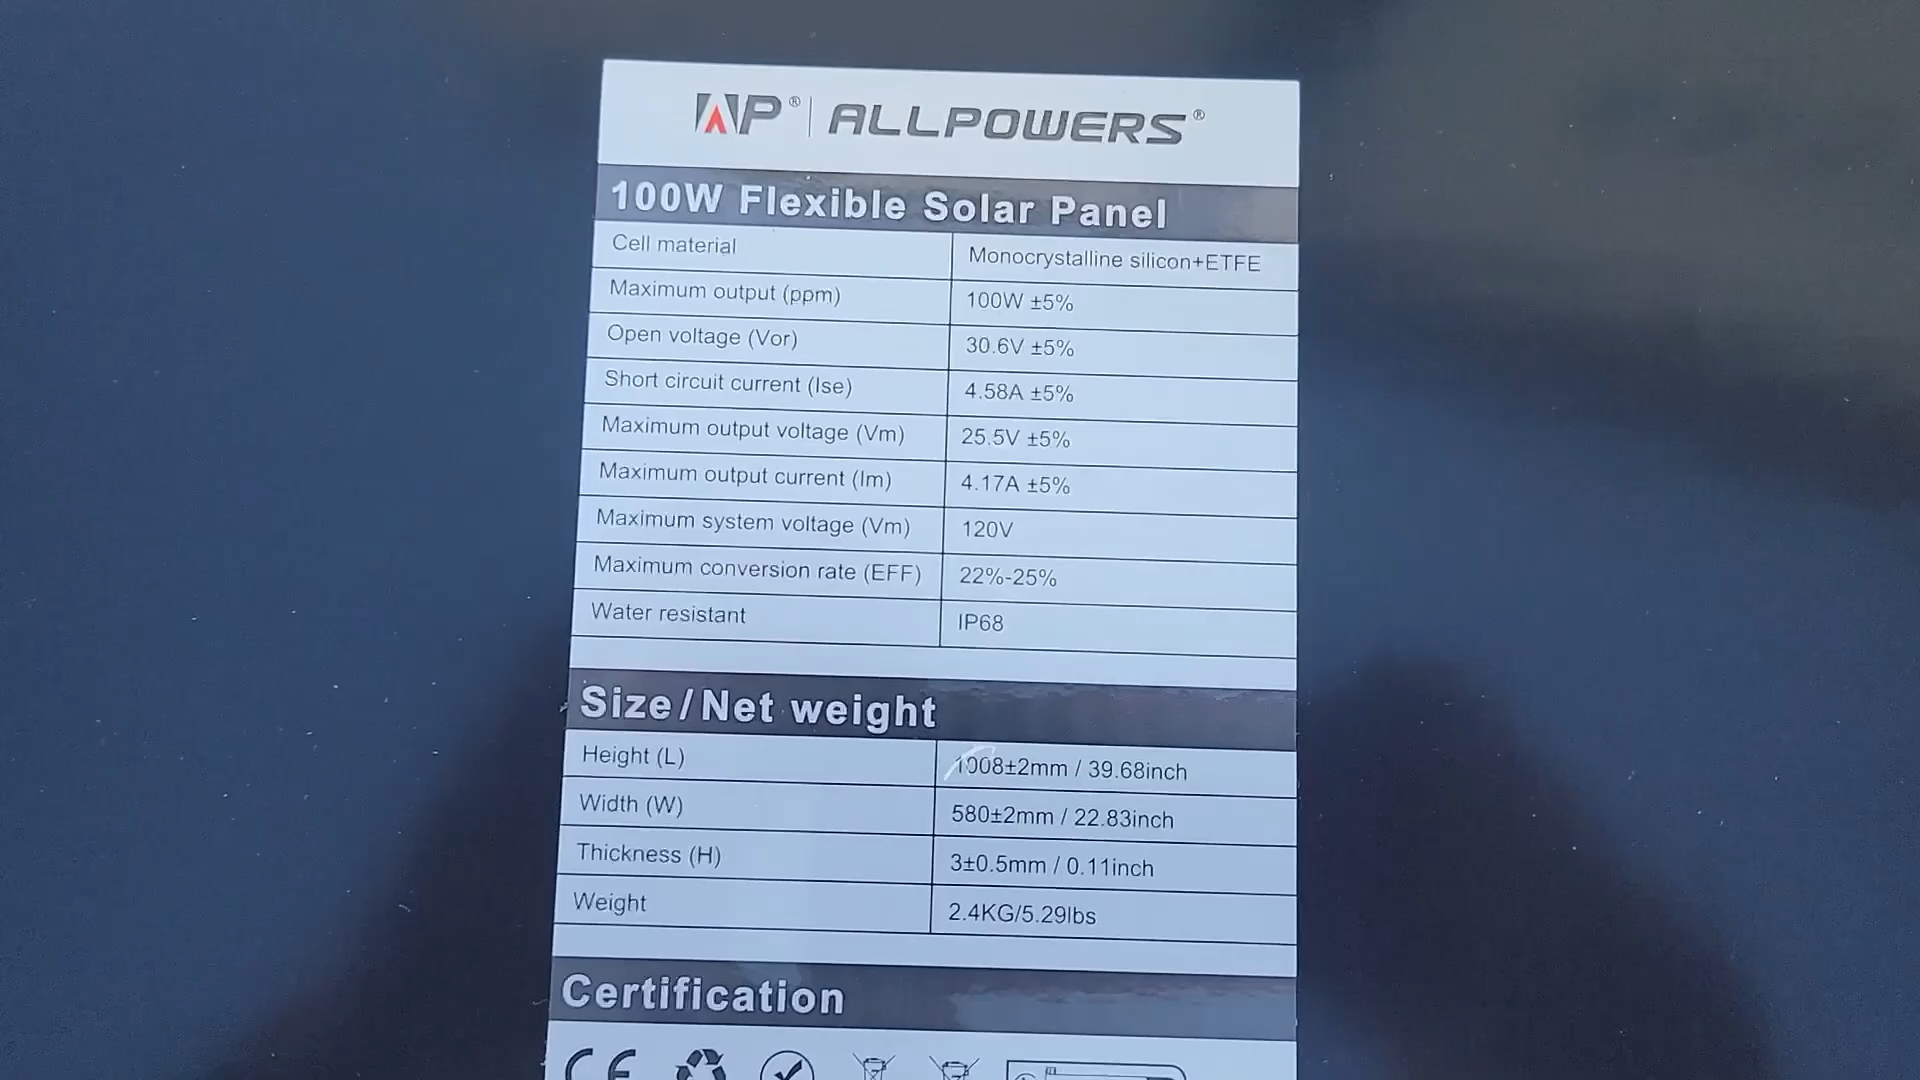 AP® | ALLPOWERS®
100W Flexible Solar Panel
Cell material Monocrystalline silicon+ETFE
Maximum output (ppm) 100W ±5%
Open voltage (Vor) 30.6V ±5%
Short circuit current (Ise) 4.58A ±5%
Maximum output voltage (Vm) 25.5V ±5%
Maximum output current (Im) 4.17A ±5%
Maximum system voltage (Vm) 120V
Maximum conversion rate (EFF) 22%-25%
Water resistant IP68
Size/Net weight
Height (L) 1008±2mm / 39.68inch
Width (W) 580±2mm / 22.83inch
Thickness (H) 3±0.5mm / 0.11inch
Weight 2.4KG/5.29lbs
Certification
CE